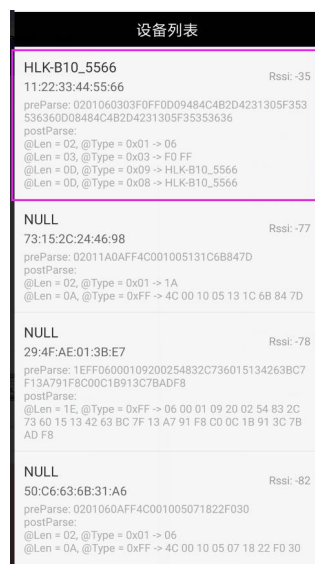 设备列表
HLK-B10_5566
Rssi: -35
11:22:33:44:55:66
preParse: 0201060303F0FF0D09484C4B2D4231305F353
536360D08484C4B2D4231305F35353636
postParse:
@Len = 02, @Type = 0x01 -> 06
@Len = 03, @Type = 0x03 -> F0 FF
@Len = 0D, @Type = 0x09 -> HLK-B10_5566
@Len = 0D, @Type = 0x08 -> HLK-B10_5566
NULL
Rssi: -77
73:15:2C:24:46:98
preParse: 02011A0AFF4C001005131C6B847D
postParse:
@Len = 02, @Type = 0x01 -> 1A
@Len = 0A, @Type = 0xFF -> 4C 00 10 05 13 1C 6B 84 7D
NULL
Rssi: -78
29:4F:AE:01:3B:E7
preParse: 1EFF06000109200254832C736015134263BC7
F13A791F8C00C1B913C7BADF8
postParse:
@Len = 1E, @Type = 0xFF -> 06 00 01 09 20 02 54 83 2C
73 60 15 13 42 63 BC 7F 13 A7 91 F8 C0 0C 1B 91 3C 7B
AD F8
NULL
Rssi: -82
50:C6:63:6B:31:A6
preParse: 0201060AFF4C001005071822F030
postParse:
@Len = 02, @Type = 0x01 -> 06
@Len = 0A, @Type = 0xFF -> 4C 00 10 05 07 18 22 F0 30